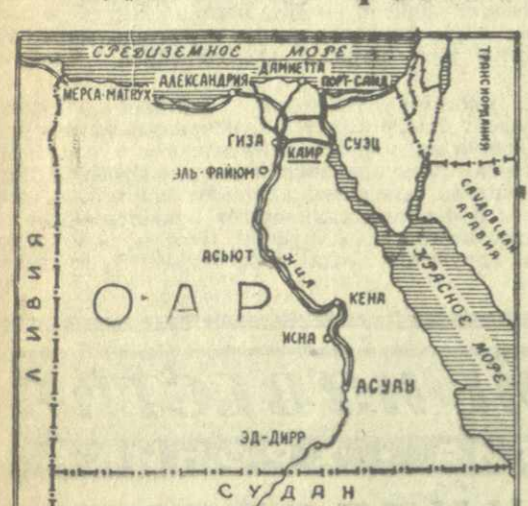 СРЕДИЗЕМНОЕ МОРЕ
ДАМИЕТТА
АЛЕКСАНДРИЯ
ПОРТ-САИД
МЕРСА-МАТРУХ
ТРАНСИОРДАНИЯ
ГИЗА
КАИР
СУЭЦ
ЭЛЬ-ФАЙЮМ
САУДОВСКАЯ
АРАВИЯ
ЛИВИЯ
АСЬЮТ
НИЛ
КРАСНОЕ МОРЕ
ОАР
КЕНА
ИСНА
АСУАН
ЭД-ДИРР
СУДАН